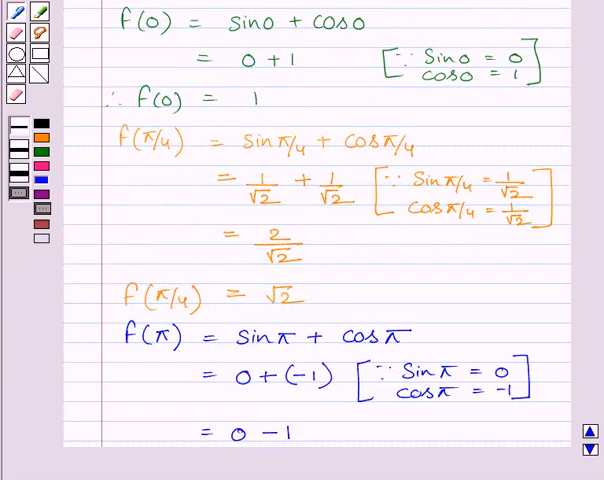 f(0) = sin0 + cos0
= 0 + 1 [∵ Sin0 = 0
cos0 = 1]
∴ f(0) = 1
f(π/4) = sinπ/4 + cosπ/4
= 1/√2 + 1/√2 [∵ Sinπ/4 = 1/√2
cosπ/4 = 1/√2]
= 2/√2
f(π/4) = √2
f(π) = sinπ + cosπ
= 0 + (-1) [∵ Sinπ = 0
cosπ = -1]
= 0 - 1